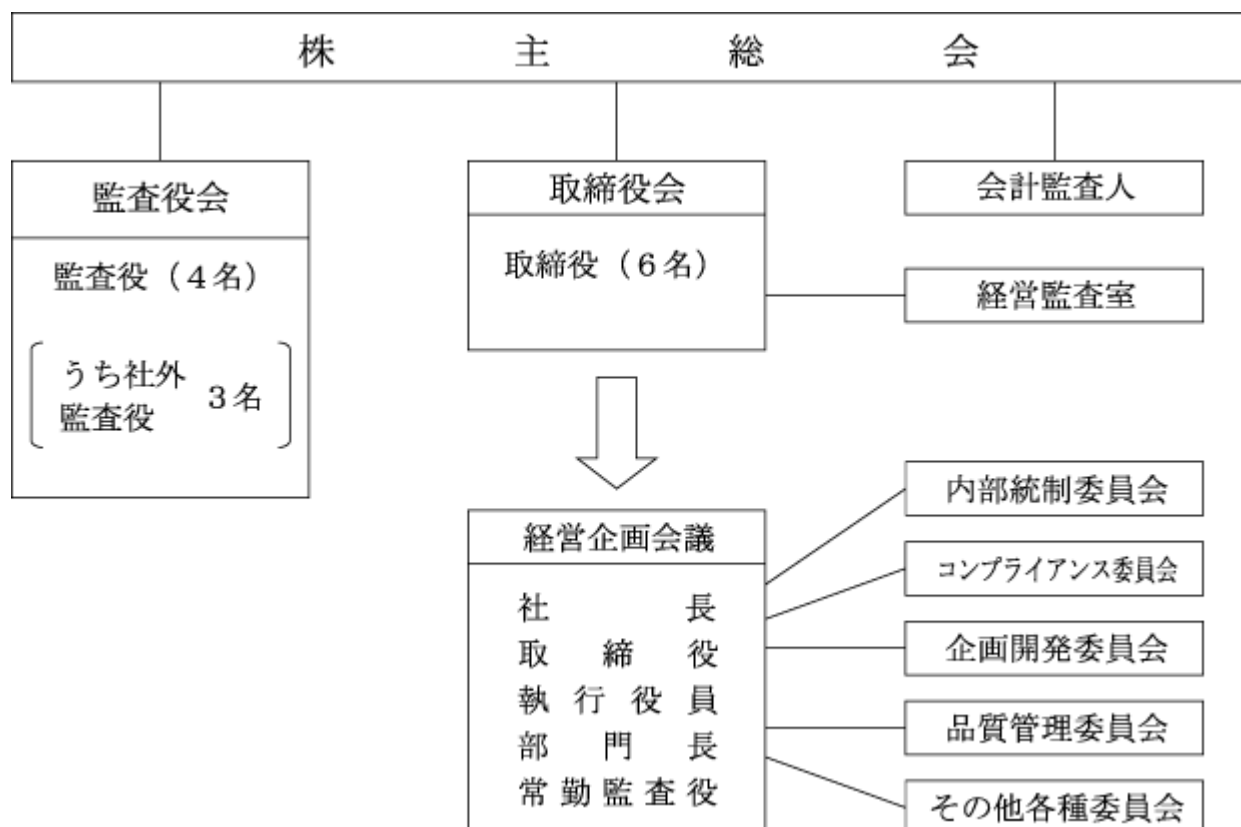 株主総会
監査役会
監査役（４名）
うち社外
監査役
３名
取締役会
取締役（６名）
会計監査人
経営監査室
経営企画会議
社長
取締役
執行役員
部門長
常勤監査役
内部統制委員会
コンプライアンス委員会
企画開発委員会
品質管理委員会
その他各種委員会